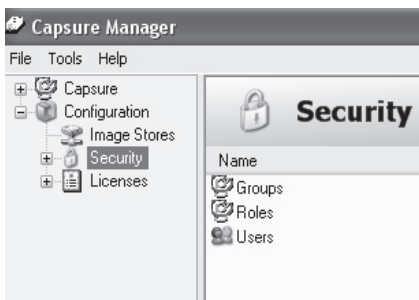 Capsure Manager
File Tools Help
Capsure
Configuration
Image Stores
Security
Licenses
Security
Name
Groups
Roles
Users